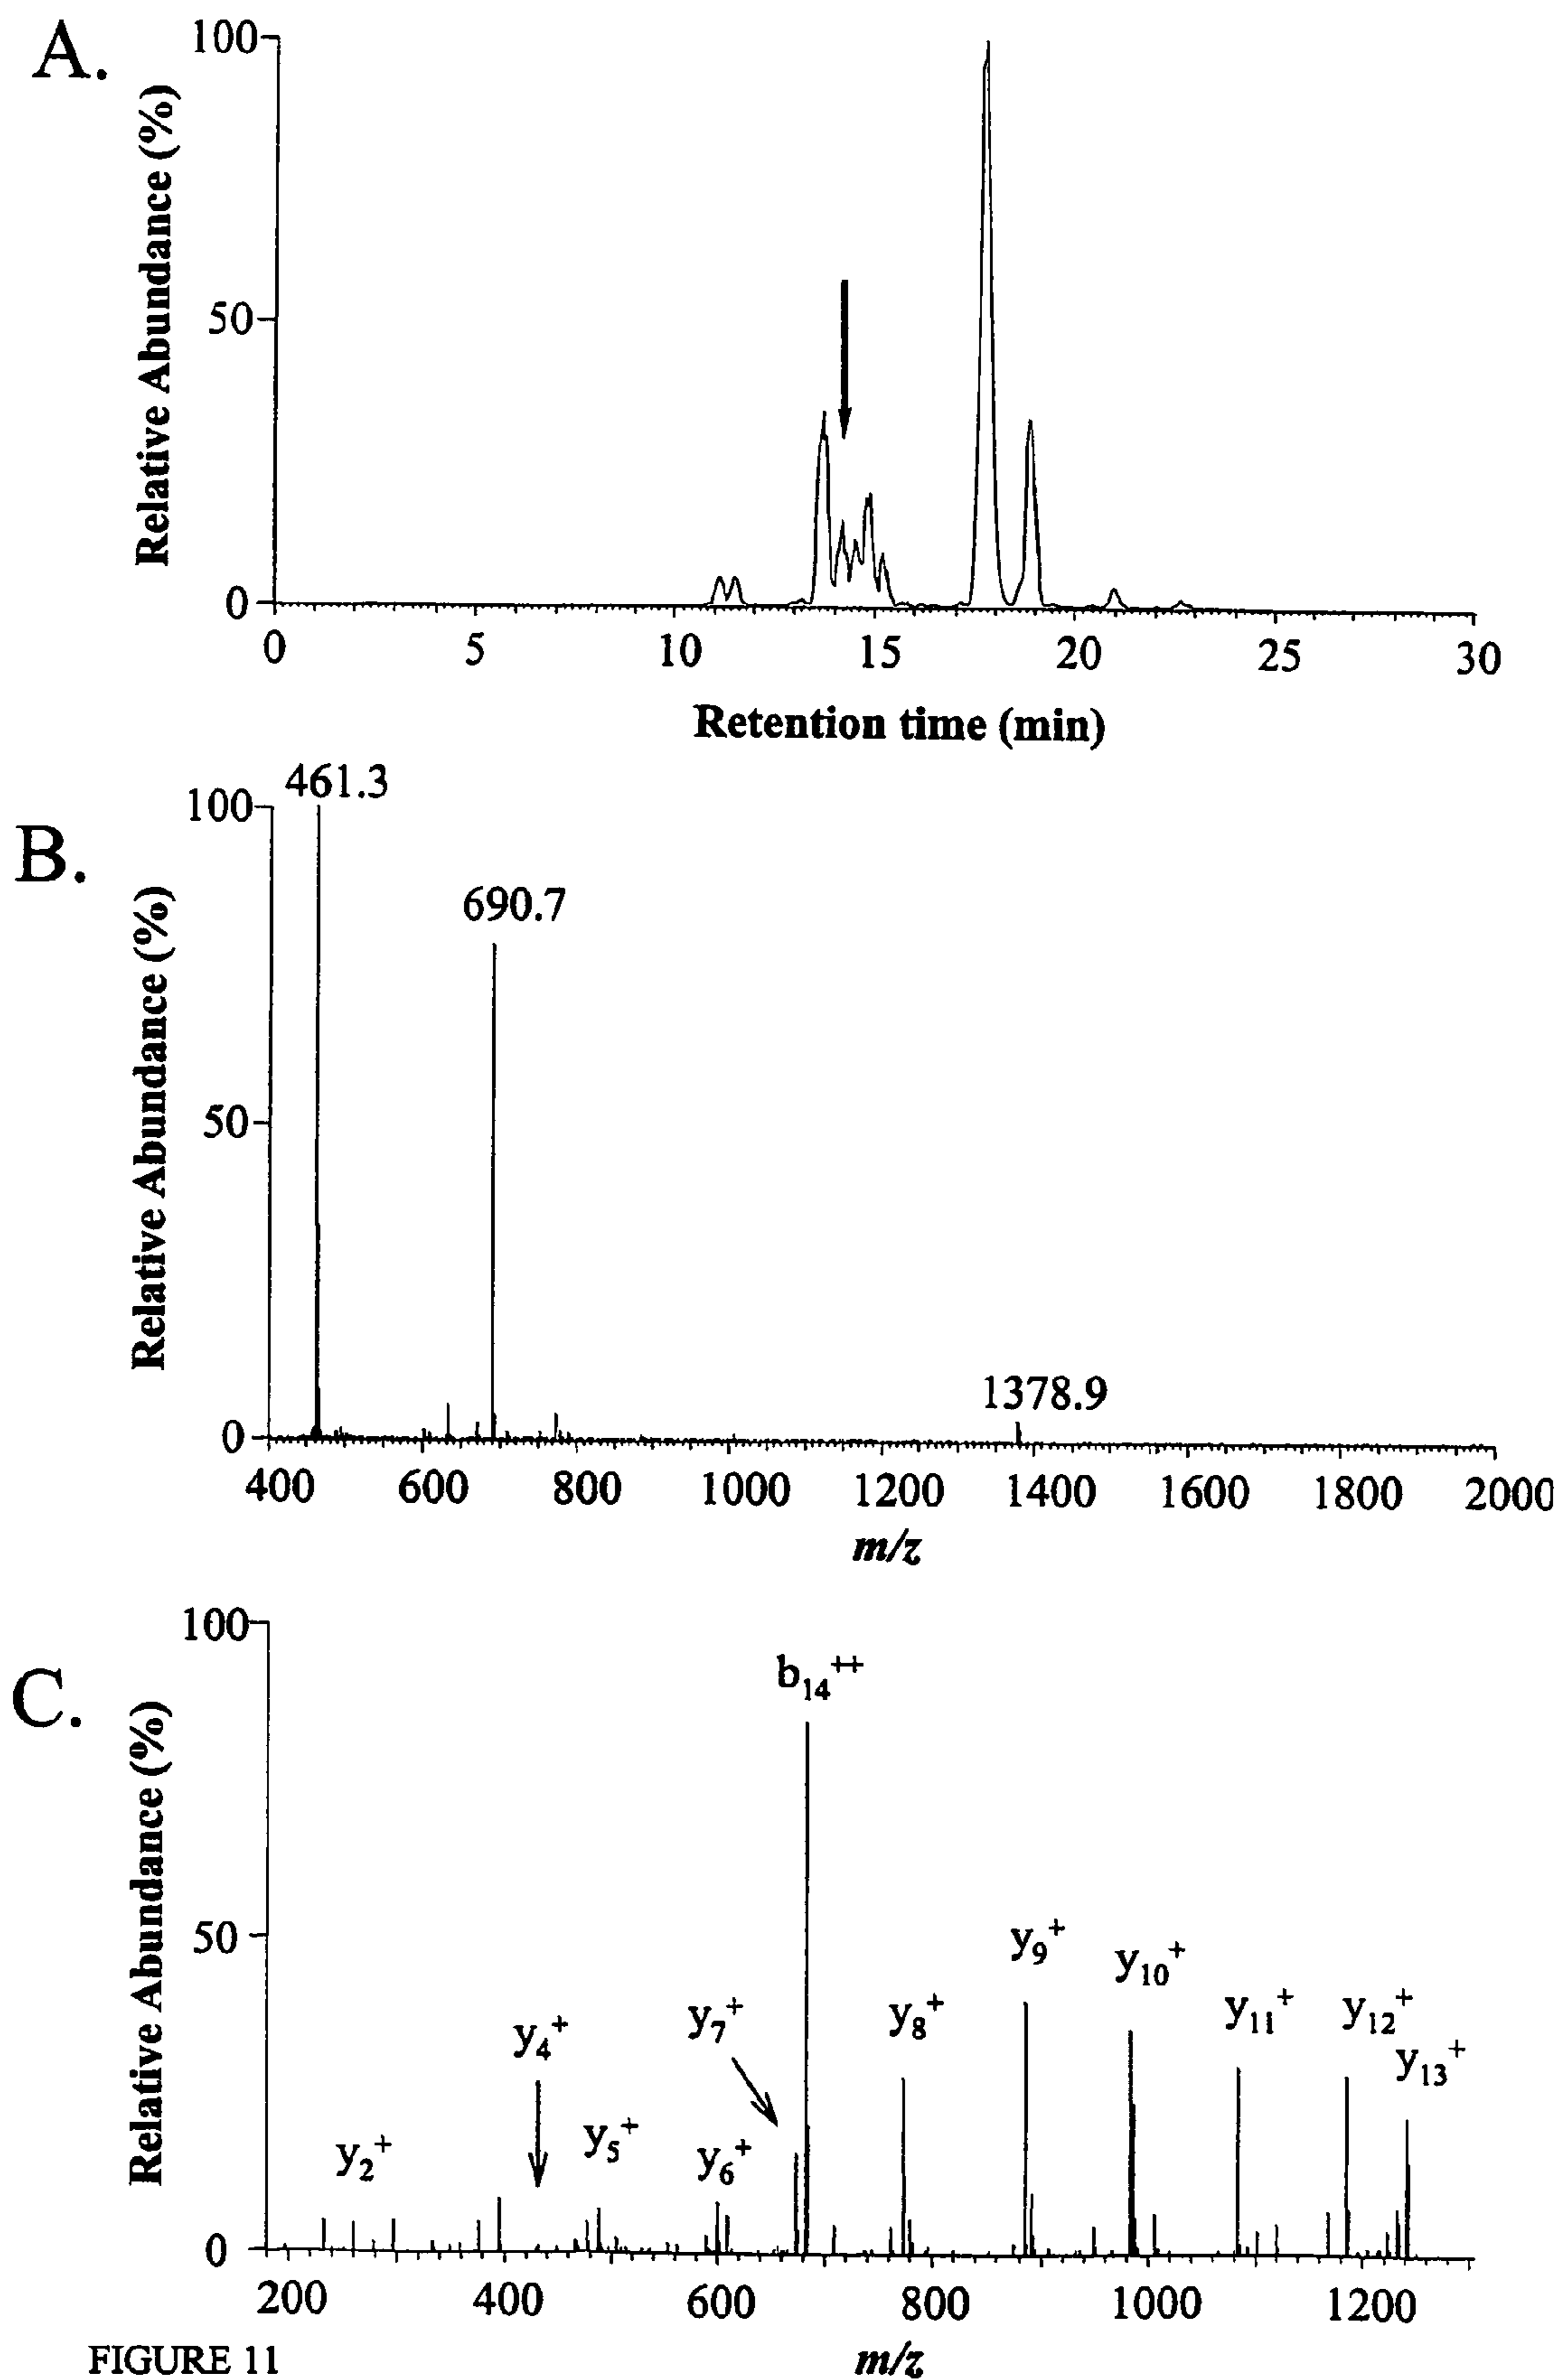 A.
Relative Abundance (%)
100
50
0
0 5 10 15 20 25 30
Retention time (min)
B.
Relative Abundance (%)
100
50
0
461.3
690.7
1378.9
400 600 800 1000 1200 1400 1600 1800 2000
m/z
C.
Relative Abundance (%)
100
50
0
b14++
y9+
y10+
y7+
y8+
y11+
y12+
y4+
y13+
y5+
y2+
y6+
200 400 600 800 1000 1200
m/z
FIGURE 11